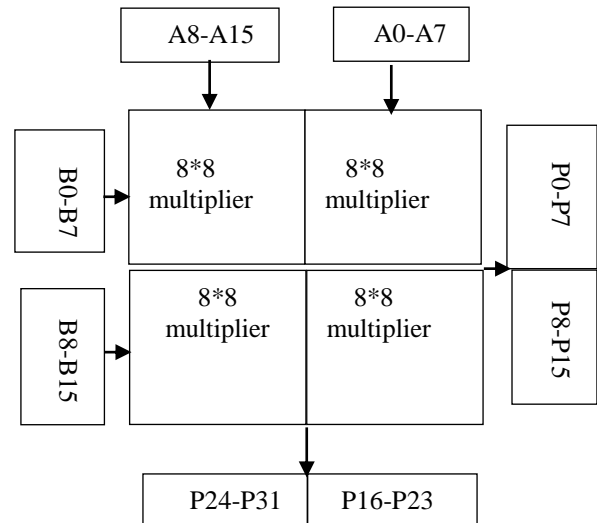 A8-A15
A0-A7
B0-B7
8*8
multiplier
8*8
multiplier
P0-P7
B8-B15
8*8
multiplier
8*8
multiplier
P8-P15
P24-P31
P16-P23